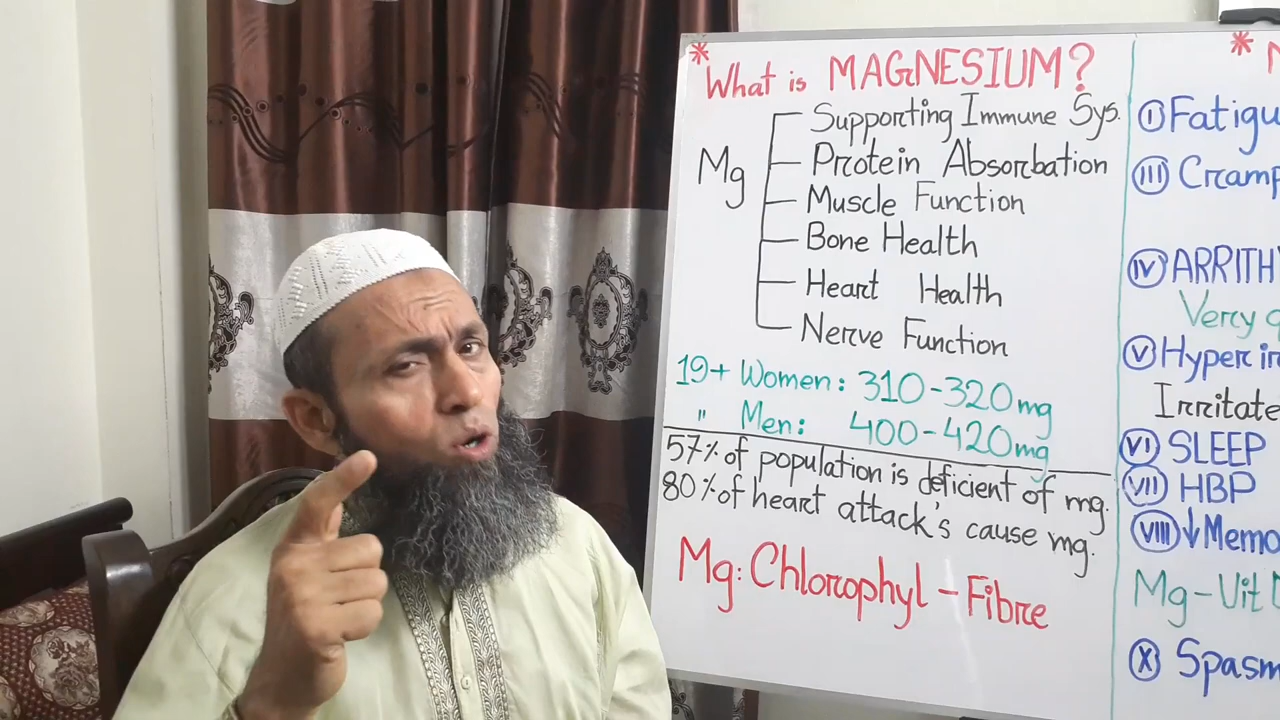 * What is MAGNESIUM?
Mg
Supporting Immune Sys.
Protein Absorbation
Muscle Function
Bone Health
Heart Health
Nerve Function
19+ Women: 310-320mg
" Men: 400-420mg
57% of population is deficient of mg.
80% of heart attack's cause mg.
Mg: Chlorophyl - Fibre
*
I Fatigu
III Cramp
IV ARRITH
Very
V Hyper
Irritate
VI SLEEP
VII HBP
VIII ↓Memo
Mg-Vit
X Spasm